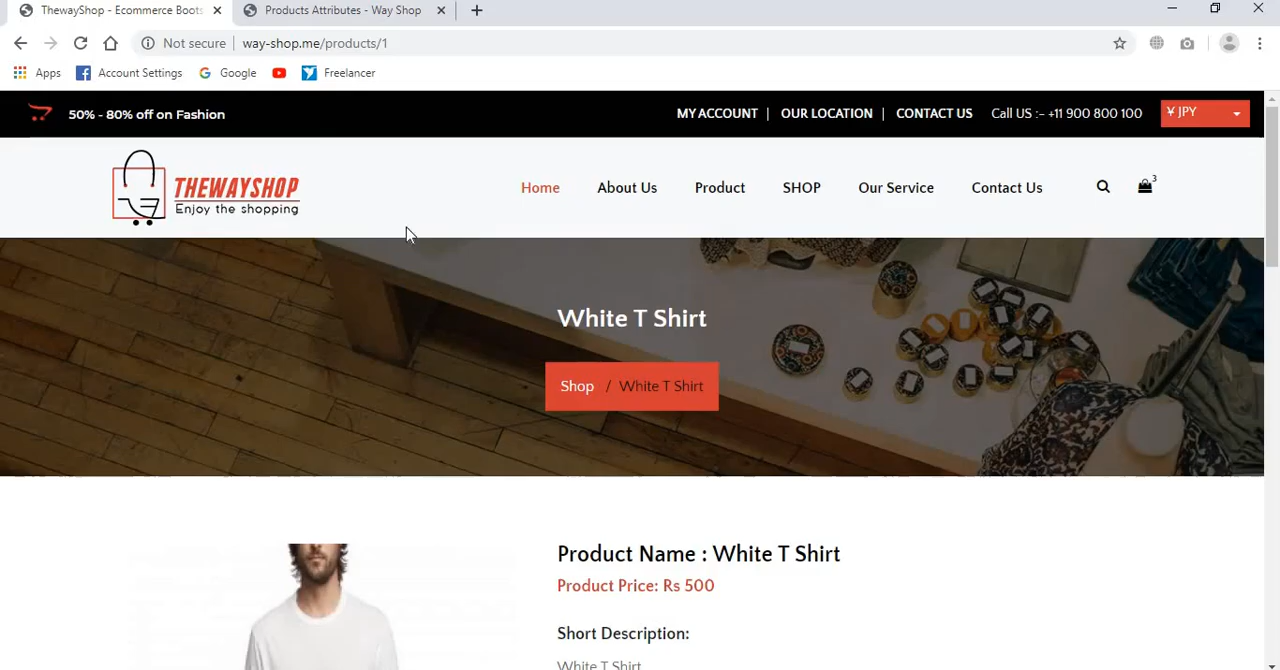 ThewayShop - Ecommerce Boots
Products Attributes - Way Shop
Not secure
way-shop.me/products/1
Apps
Account Settings
Google
Freelancer
50% - 80% off on Fashion
MY ACCOUNT | OUR LOCATION | CONTACT US
Call US :- +11 900 800 100
¥ JPY
THEWAYSHOP
Enjoy the shopping
Home
About Us
Product
SHOP
Our Service
Contact Us
3
White T Shirt
Shop / White T Shirt
Product Name : White T Shirt
Product Price: Rs 500
Short Description:
White T Shirt